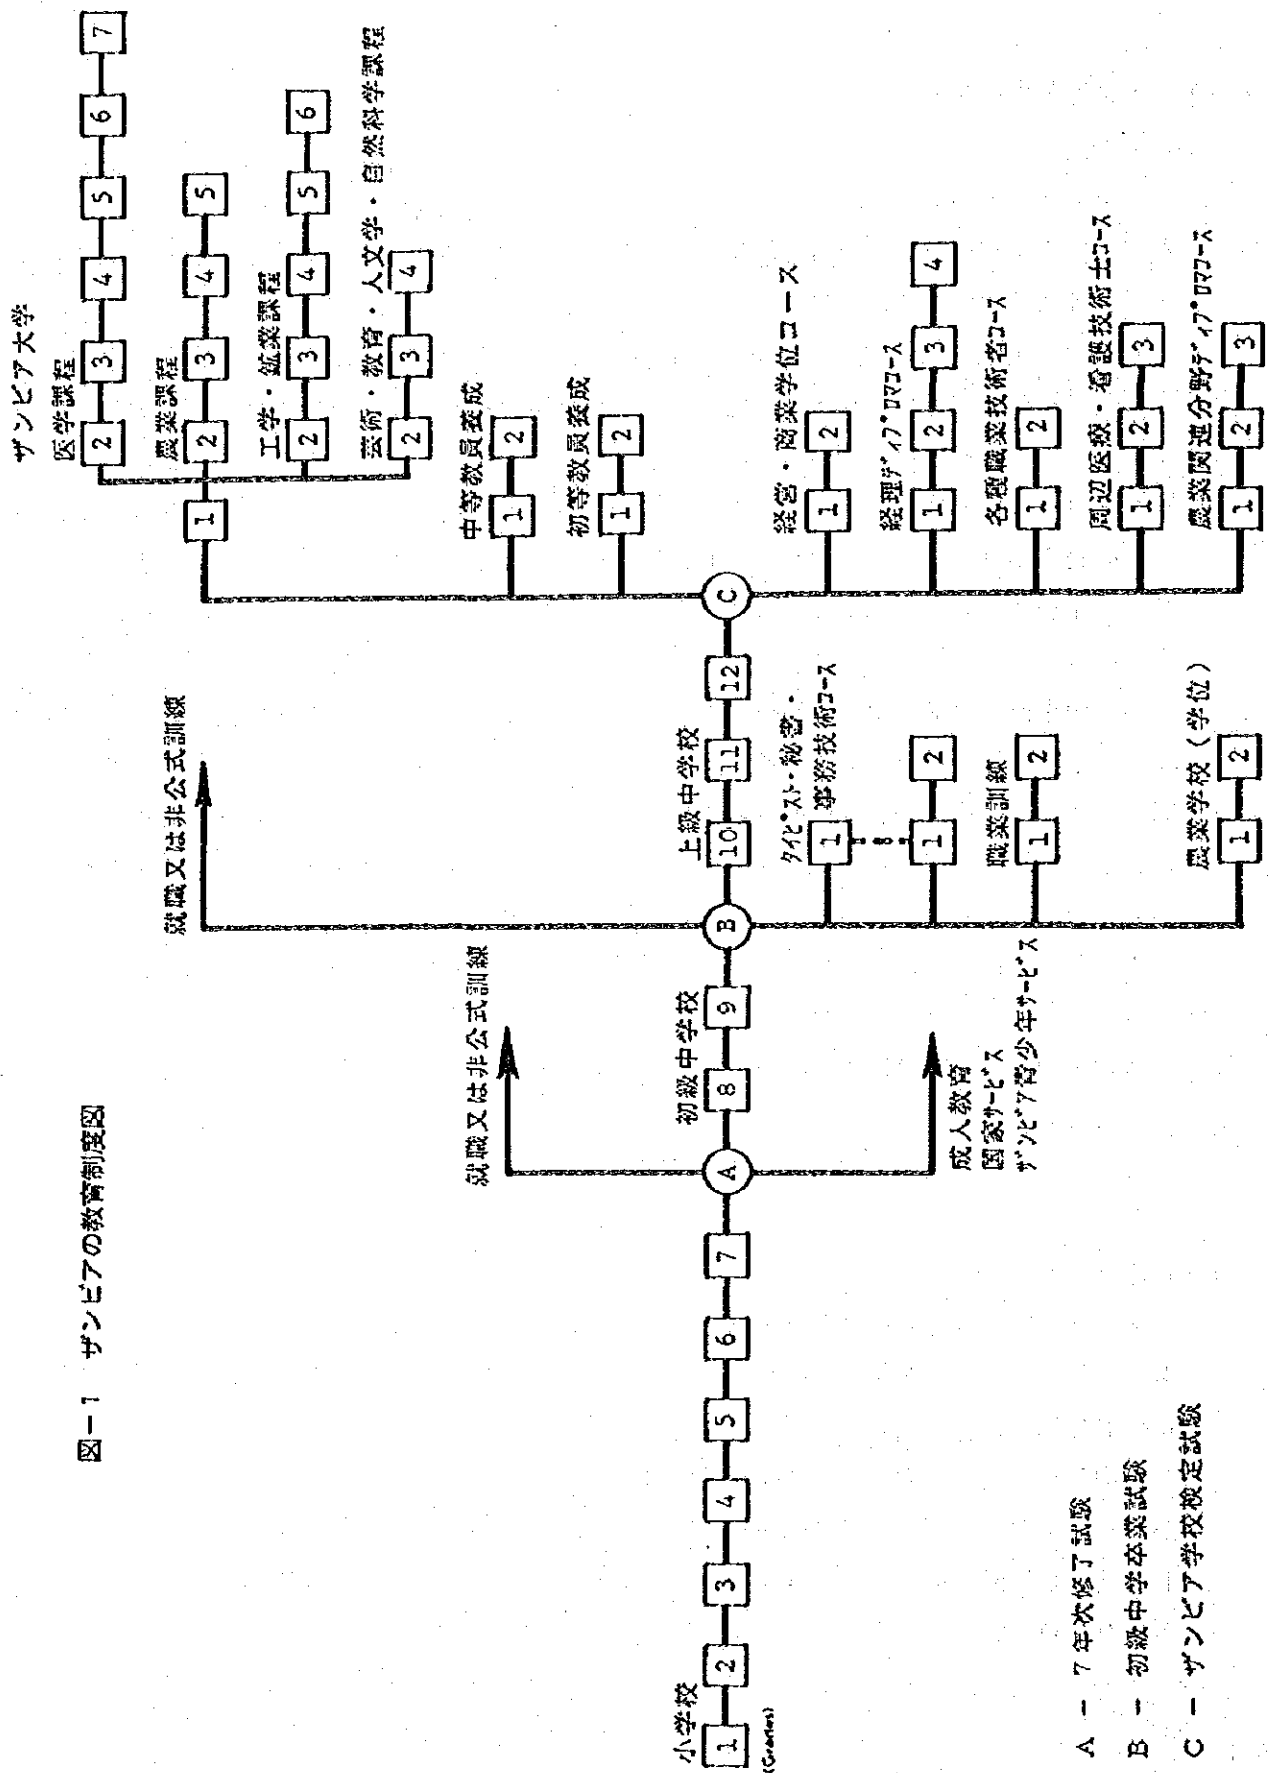 図-1 ザンビアの教育制度図
ザンビア大学
医学課程
2 3 4 5 6 7
農業課程
1 2 3 4 5
工学・鉱業課程
2 3 4 5 6
芸術・教育・人文学・自然科学課程
2 3 4
就職又は非公式訓練
中等教員養成
1 2
就職又は非公式訓練
初等教員養成
1 2
小学校
初級中学校
上級中学校
1 2 3 4 5 6 7 A 8 9 B 10 11 12 C
(Grades)
タイピスト・秘書・
事務技術コース
1
経営・商業学位コース
1 2
1 2
経理ディプロマコース
1 2 3 4
成人教育
国家サービス
ザンビア青少年サービス
職業訓練
1 2
各種職業技術者コース
1 2
周辺医療・看護技術士コース
1 2 3
農業学校(学位)
1 2
農業関連分野ディプロマコース
1 2 3
A - 7年次修了試験
B - 初級中学卒業試験
C - ザンビア学校検定試験